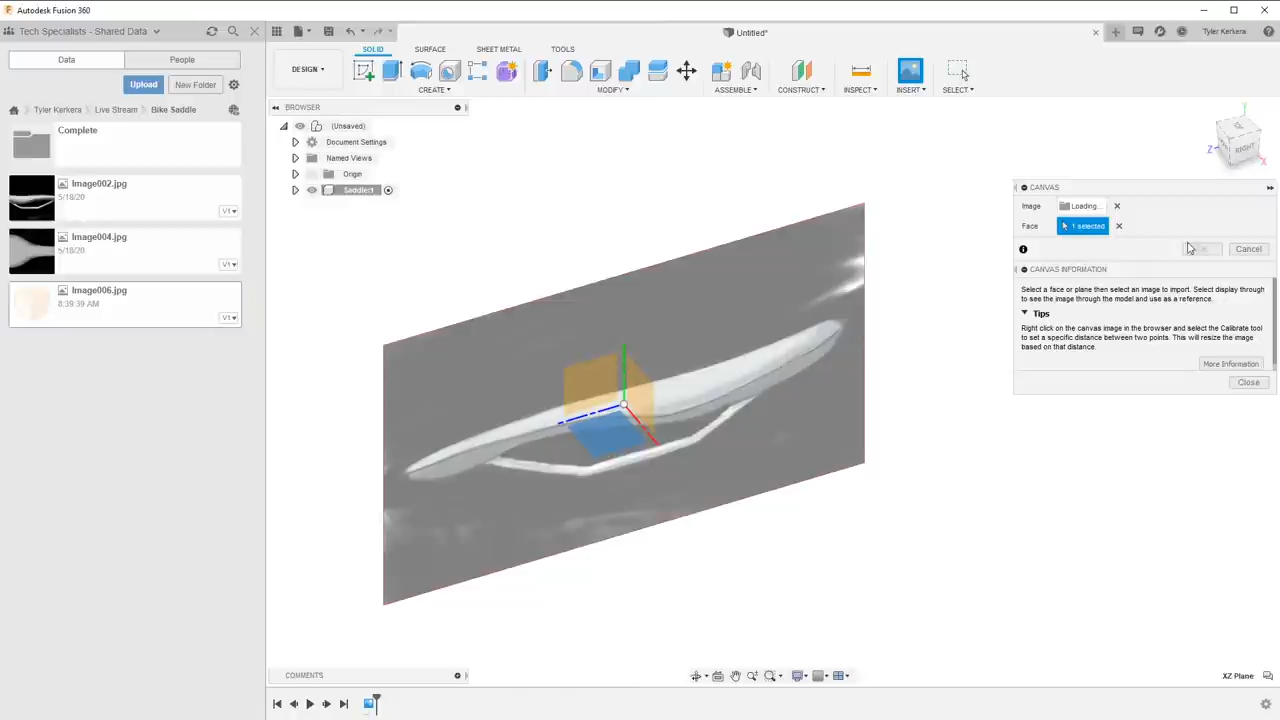 Autodesk Fusion 360
Tech Specialists - Shared Data
Untitled*
Tyler Kerkera
Data
People
SOLID
SURFACE
SHEET METAL
TOOLS
DESIGN
CREATE
MODIFY
ASSEMBLE
CONSTRUCT
INSPECT
INSERT
SELECT
Upload
New Folder
Tyler Kerkera
Live Stream
Bike Saddle
Complete
Image002.jpg
5/18/20
V1
Image004.jpg
5/18/20
V1
Image006.jpg
8:39:39 AM
V1
BROWSER
(Unsaved)
Document Settings
Named Views
Origin
Saddle:1
Z
RIGHT
X
Y
CANVAS
Image
Loading...
Face
1 selected
Cancel
CANVAS INFORMATION
Select a face or plane then select an image to import. Select display through
to see the image through the model and use as a reference.
Tips
Right click on the canvas image in the browser and select the Calibrate tool
to set a specific distance between two points. This will resize the image
based on that distance.
More Information
Close
COMMENTS
XZ Plane